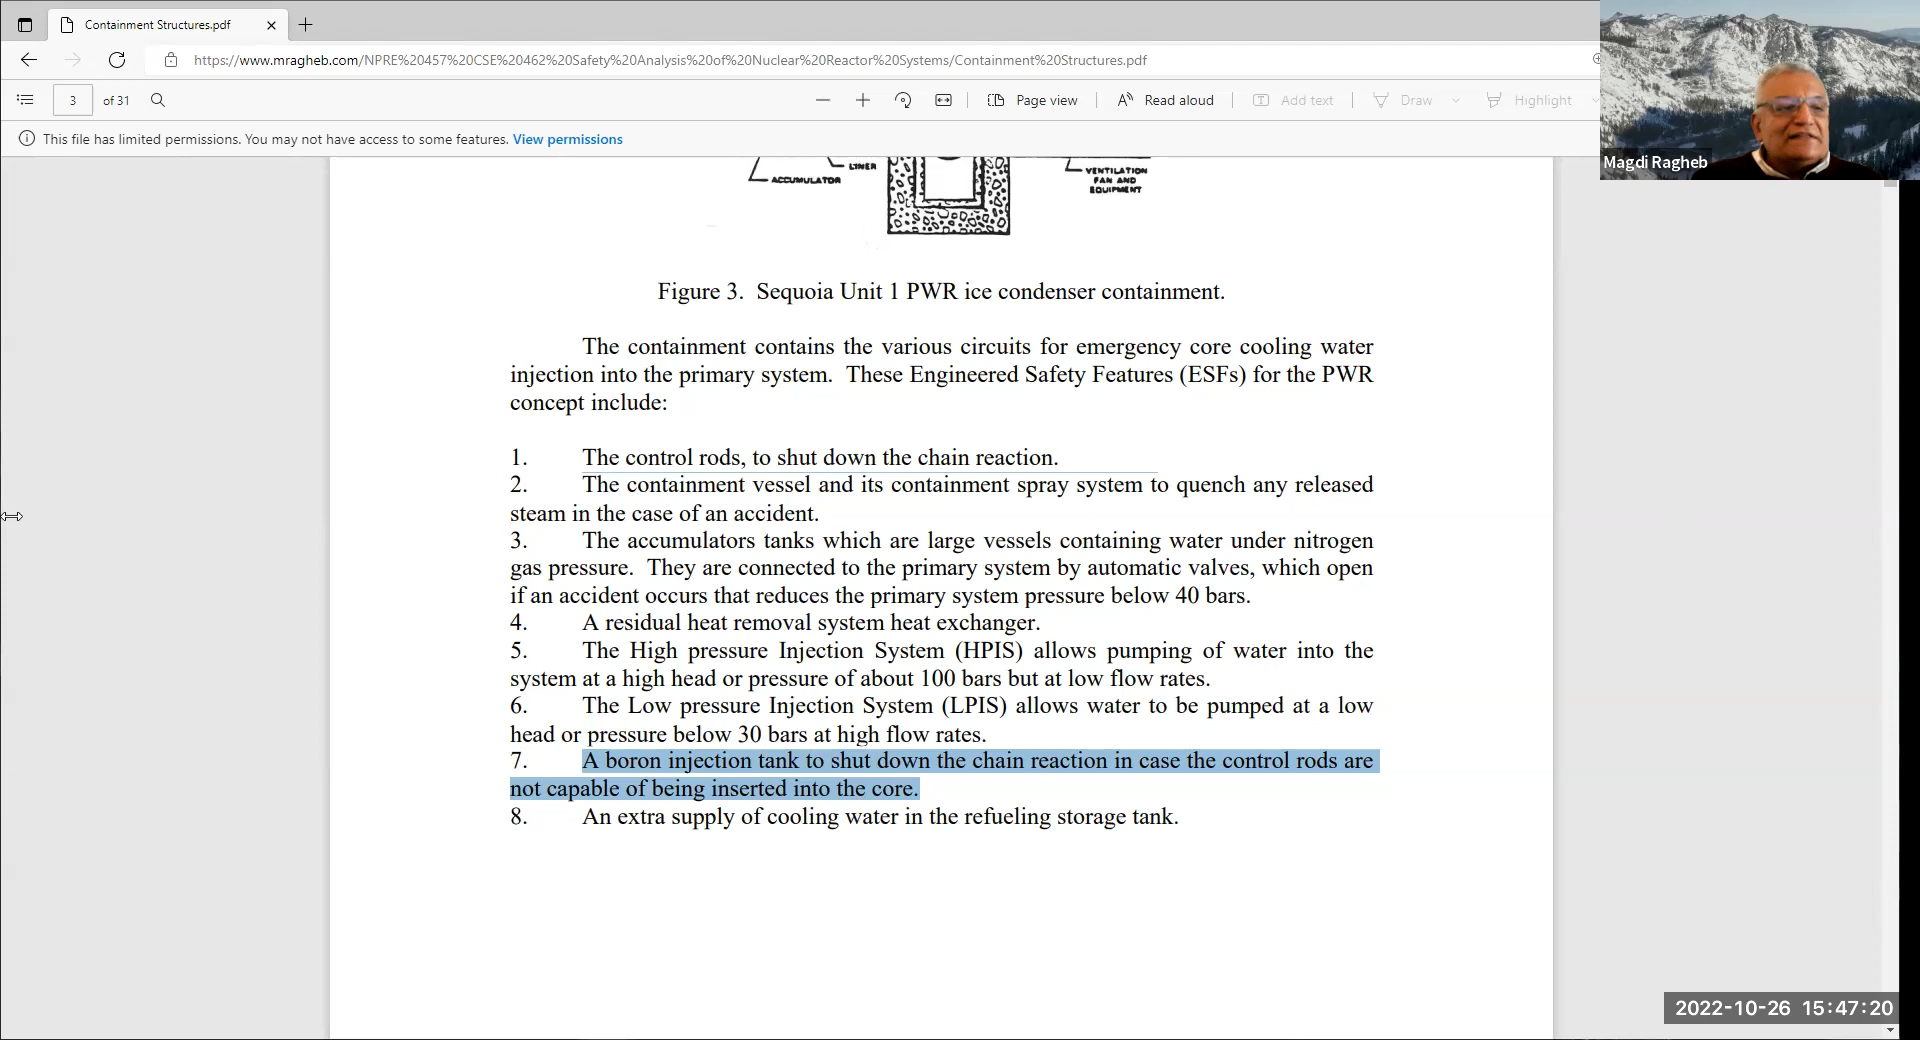 Containment Structures.pdf
https://www.mragheb.com/NPRE%20457%20CSE%20462%20Safety%20Analysis%20of%20Nuclear%20Reactor%20Systems/Containment%20Structures.pdf
3 of 31
Page view
Read aloud
Add text
Draw
Highlight
This file has limited permissions. You may not have access to some features. View permissions
Magdi Ragheb
LINER
ACCUMULATOR
VENTILATION
FAN AND
EQUIPMENT
Figure 3. Sequoia Unit 1 PWR ice condenser containment.
The containment contains the various circuits for emergency core cooling water
injection into the primary system. These Engineered Safety Features (ESFs) for the PWR
concept include:
1. The control rods, to shut down the chain reaction.
2. The containment vessel and its containment spray system to quench any released
steam in the case of an accident.
3. The accumulators tanks which are large vessels containing water under nitrogen
gas pressure. They are connected to the primary system by automatic valves, which open
if an accident occurs that reduces the primary system pressure below 40 bars.
4. A residual heat removal system heat exchanger.
5. The High pressure Injection System (HPIS) allows pumping of water into the
system at a high head or pressure of about 100 bars but at low flow rates.
6. The Low pressure Injection System (LPIS) allows water to be pumped at a low
head or pressure below 30 bars at high flow rates.
7. A boron injection tank to shut down the chain reaction in case the control rods are
not capable of being inserted into the core.
8. An extra supply of cooling water in the refueling storage tank.
2022-10-26 15:47:20